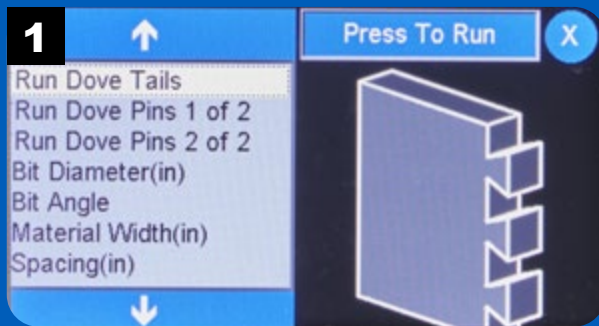 1
Press To Run
X
Run Dove Tails
Run Dove Pins 1 of 2
Run Dove Pins 2 of 2
Bit Diameter(in)
Bit Angle
Material Width(in)
Spacing(in)